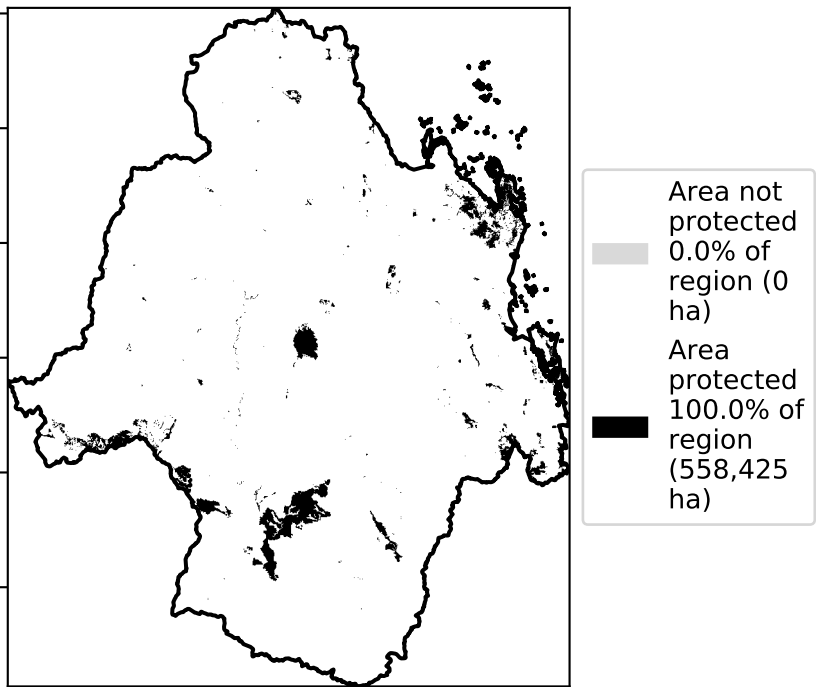 Area not
protected
0.0% of
region (0
ha)
Area
protected
100.0% of
region
(558,425
ha)